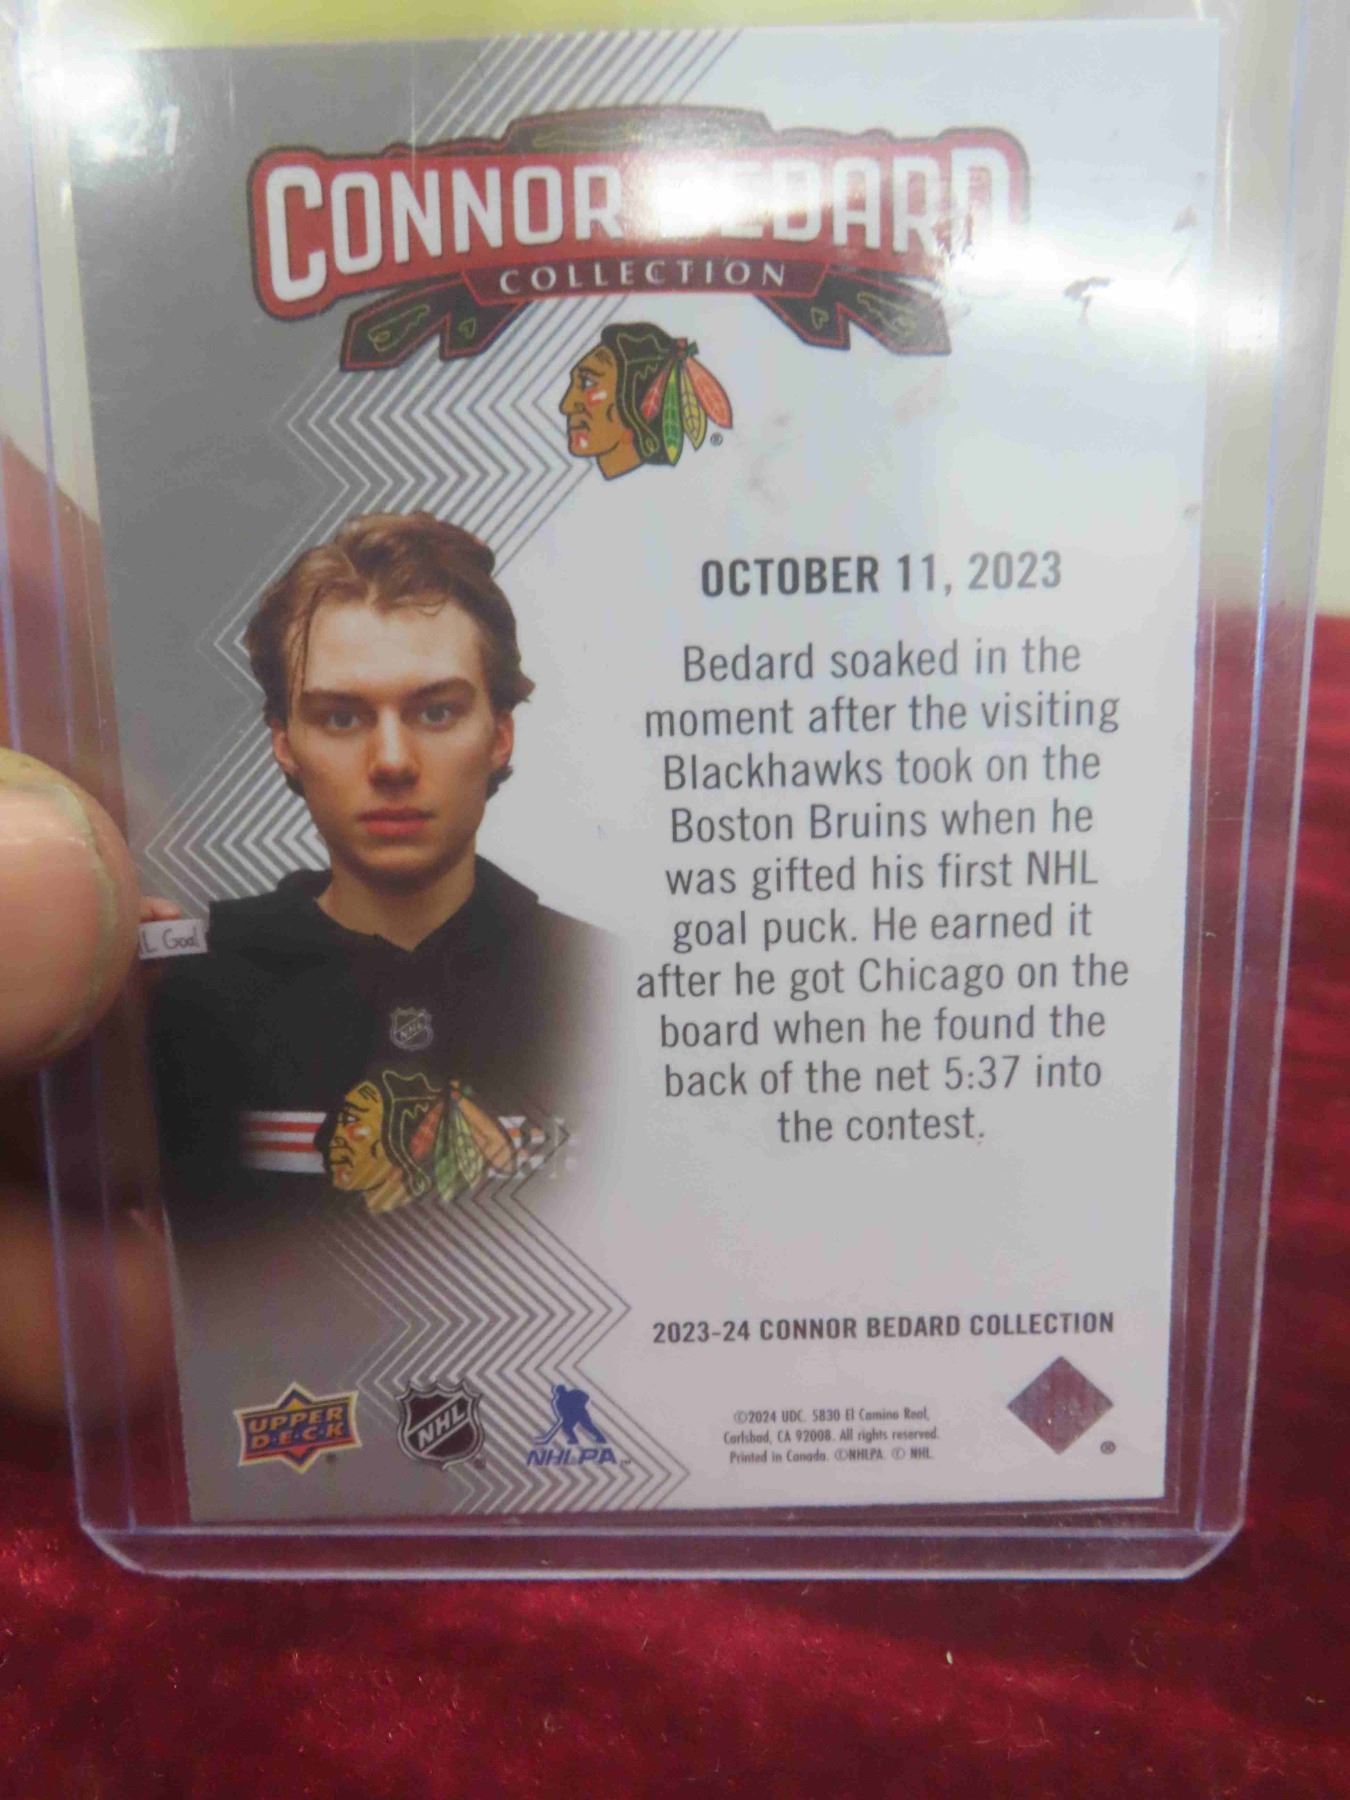 CONNOR BEDARD
COLLECTION
OCTOBER 11, 2023
Bedard soaked in the
moment after the visiting
Blackhawks took on the
Boston Bruins when he
was gifted his first NHL
goal puck. He earned it
after he got Chicago on the
board when he found the
back of the net 5:37 into
the contest.
L Goal
NHL
2023-24 CONNOR BEDARD COLLECTION
UPPER
D·E·C·K
NHL
NHLPA™
©2024 UDC. 5830 El Camino Real,
Carlsbad, CA 92008. All rights reserved.
Printed in Canada. ©NHLPA. © NHL.